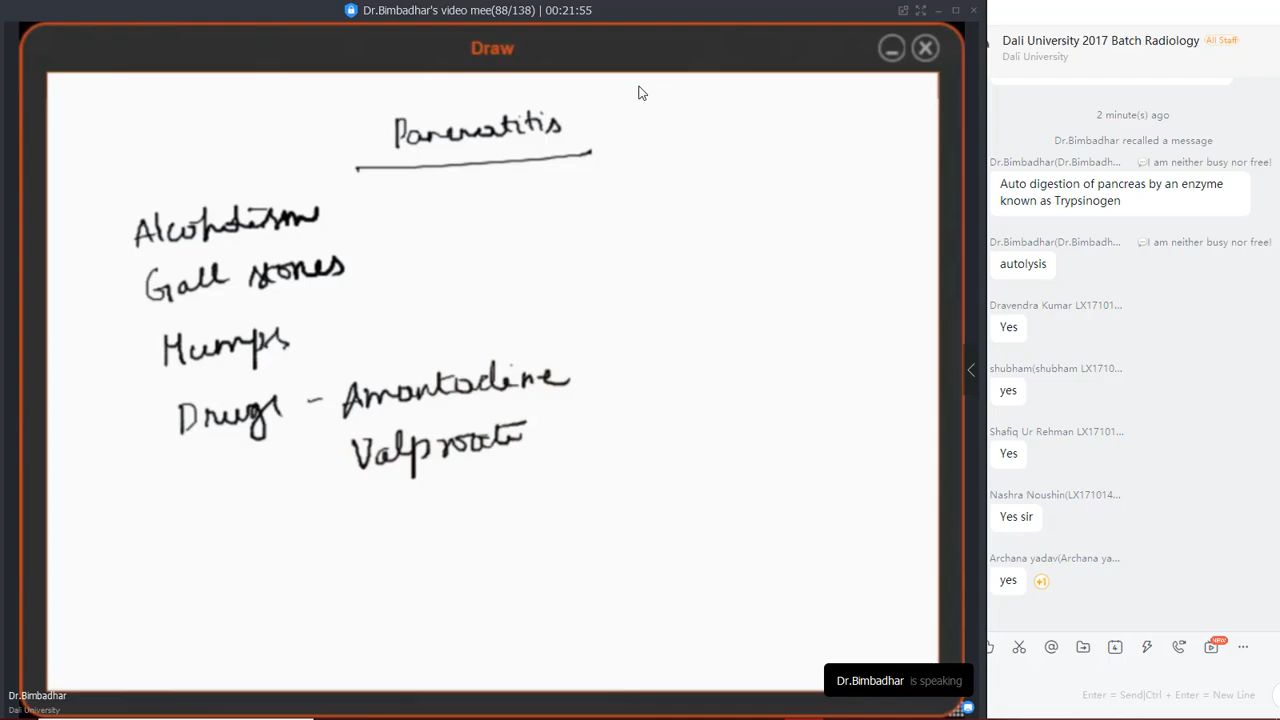 Dr.Bimbadhar's video mee(88/138) | 00:21:55
Draw
Pancreatitis
Alcoholism
Gall stones
Mumps
Drugs - Amantadine
Valproate
Dr.Bimbadhar is speaking
Dr.Bimbadhar
Dali University
Dali University 2017 Batch Radiology All Staff
Dali University
2 minute(s) ago
Dr.Bimbadhar recalled a message
Dr.Bimbadhar(Dr.Bimbadh... I am neither busy nor free!
Auto digestion of pancreas by an enzyme
known as Trypsinogen
Dr.Bimbadhar(Dr.Bimbadh... I am neither busy nor free!
autolysis
Dravendra Kumar LX17101...
Yes
shubham(shubham LX1710...
yes
Shafiq Ur Rehman LX17101...
Yes
Nashra Noushin(LX171014...
Yes sir
Archana yadav(Archana ya...
yes +1
4 NEW
Enter = Send|Ctrl + Enter = New Line